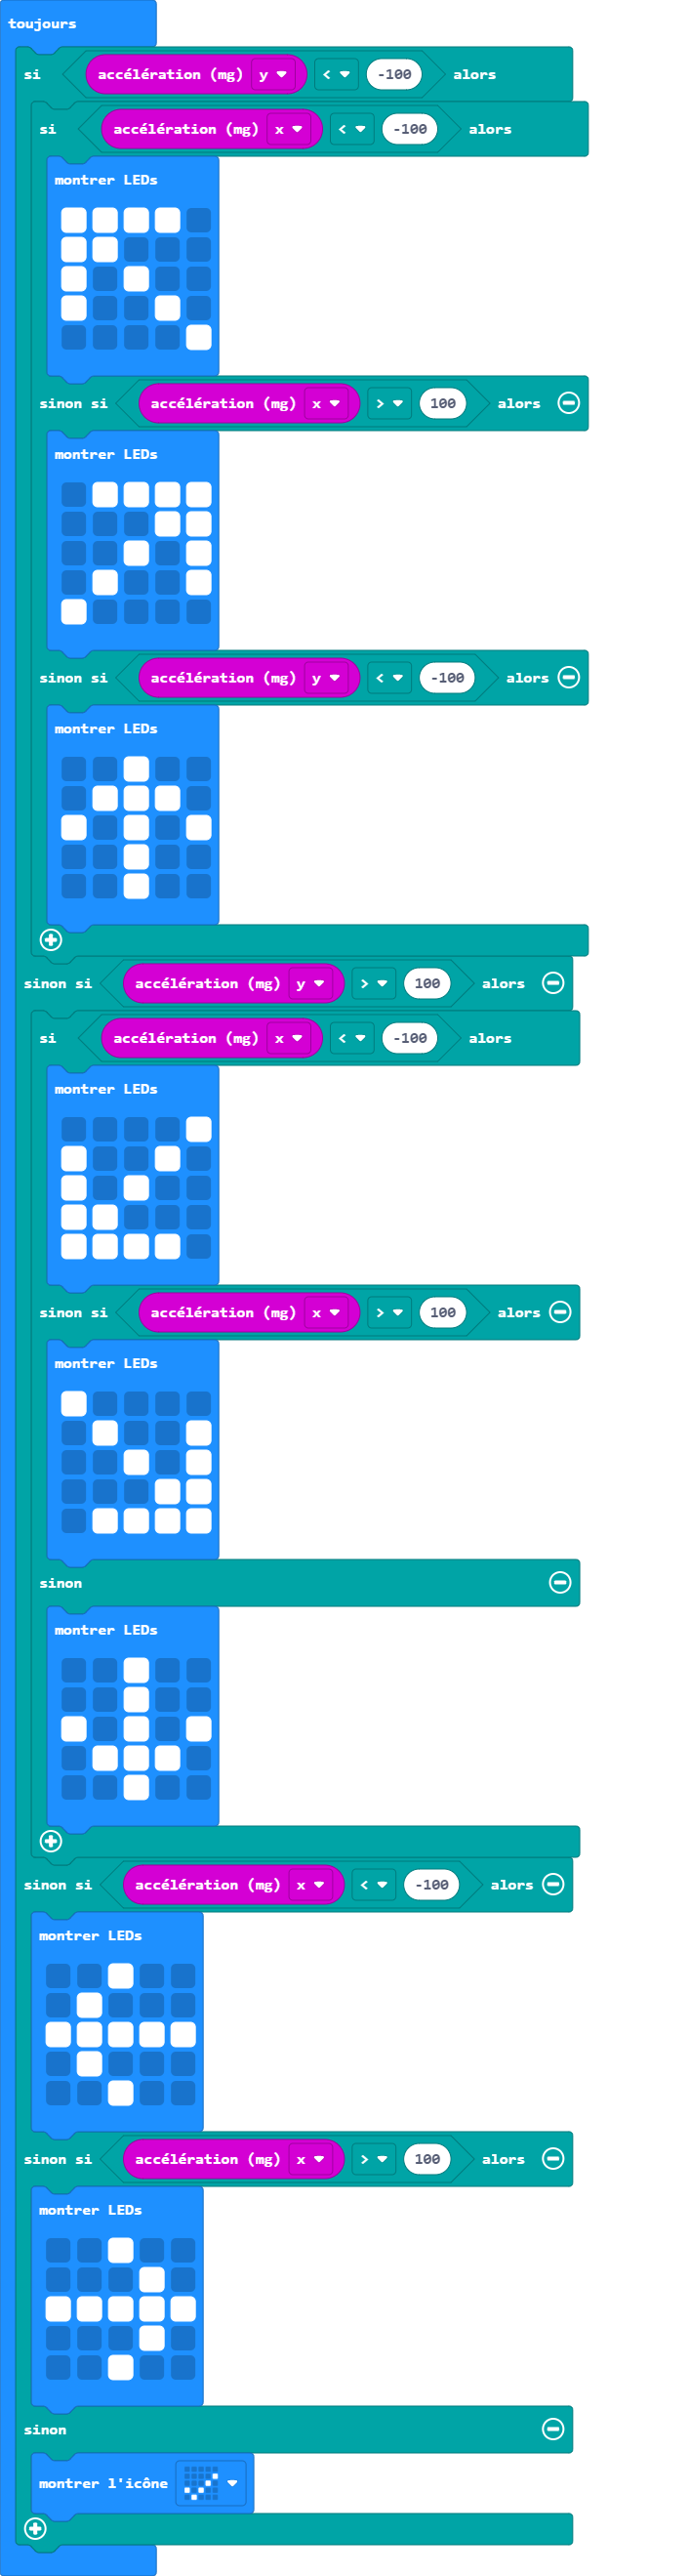 toujours
si accélération (mg) y < -100 alors
si accélération (mg) x < -100 alors
montrer LEDs
sinon si accélération (mg) x > 100 alors
montrer LEDs
sinon si accélération (mg) y < -100 alors
montrer LEDs
sinon si accélération (mg) y > 100 alors
si accélération (mg) x < -100 alors
montrer LEDs
sinon si accélération (mg) x > 100 alors
montrer LEDs
sinon
montrer LEDs
sinon si accélération (mg) x < -100 alors
montrer LEDs
sinon si accélération (mg) x > 100 alors
montrer LEDs
sinon
montrer l'icône